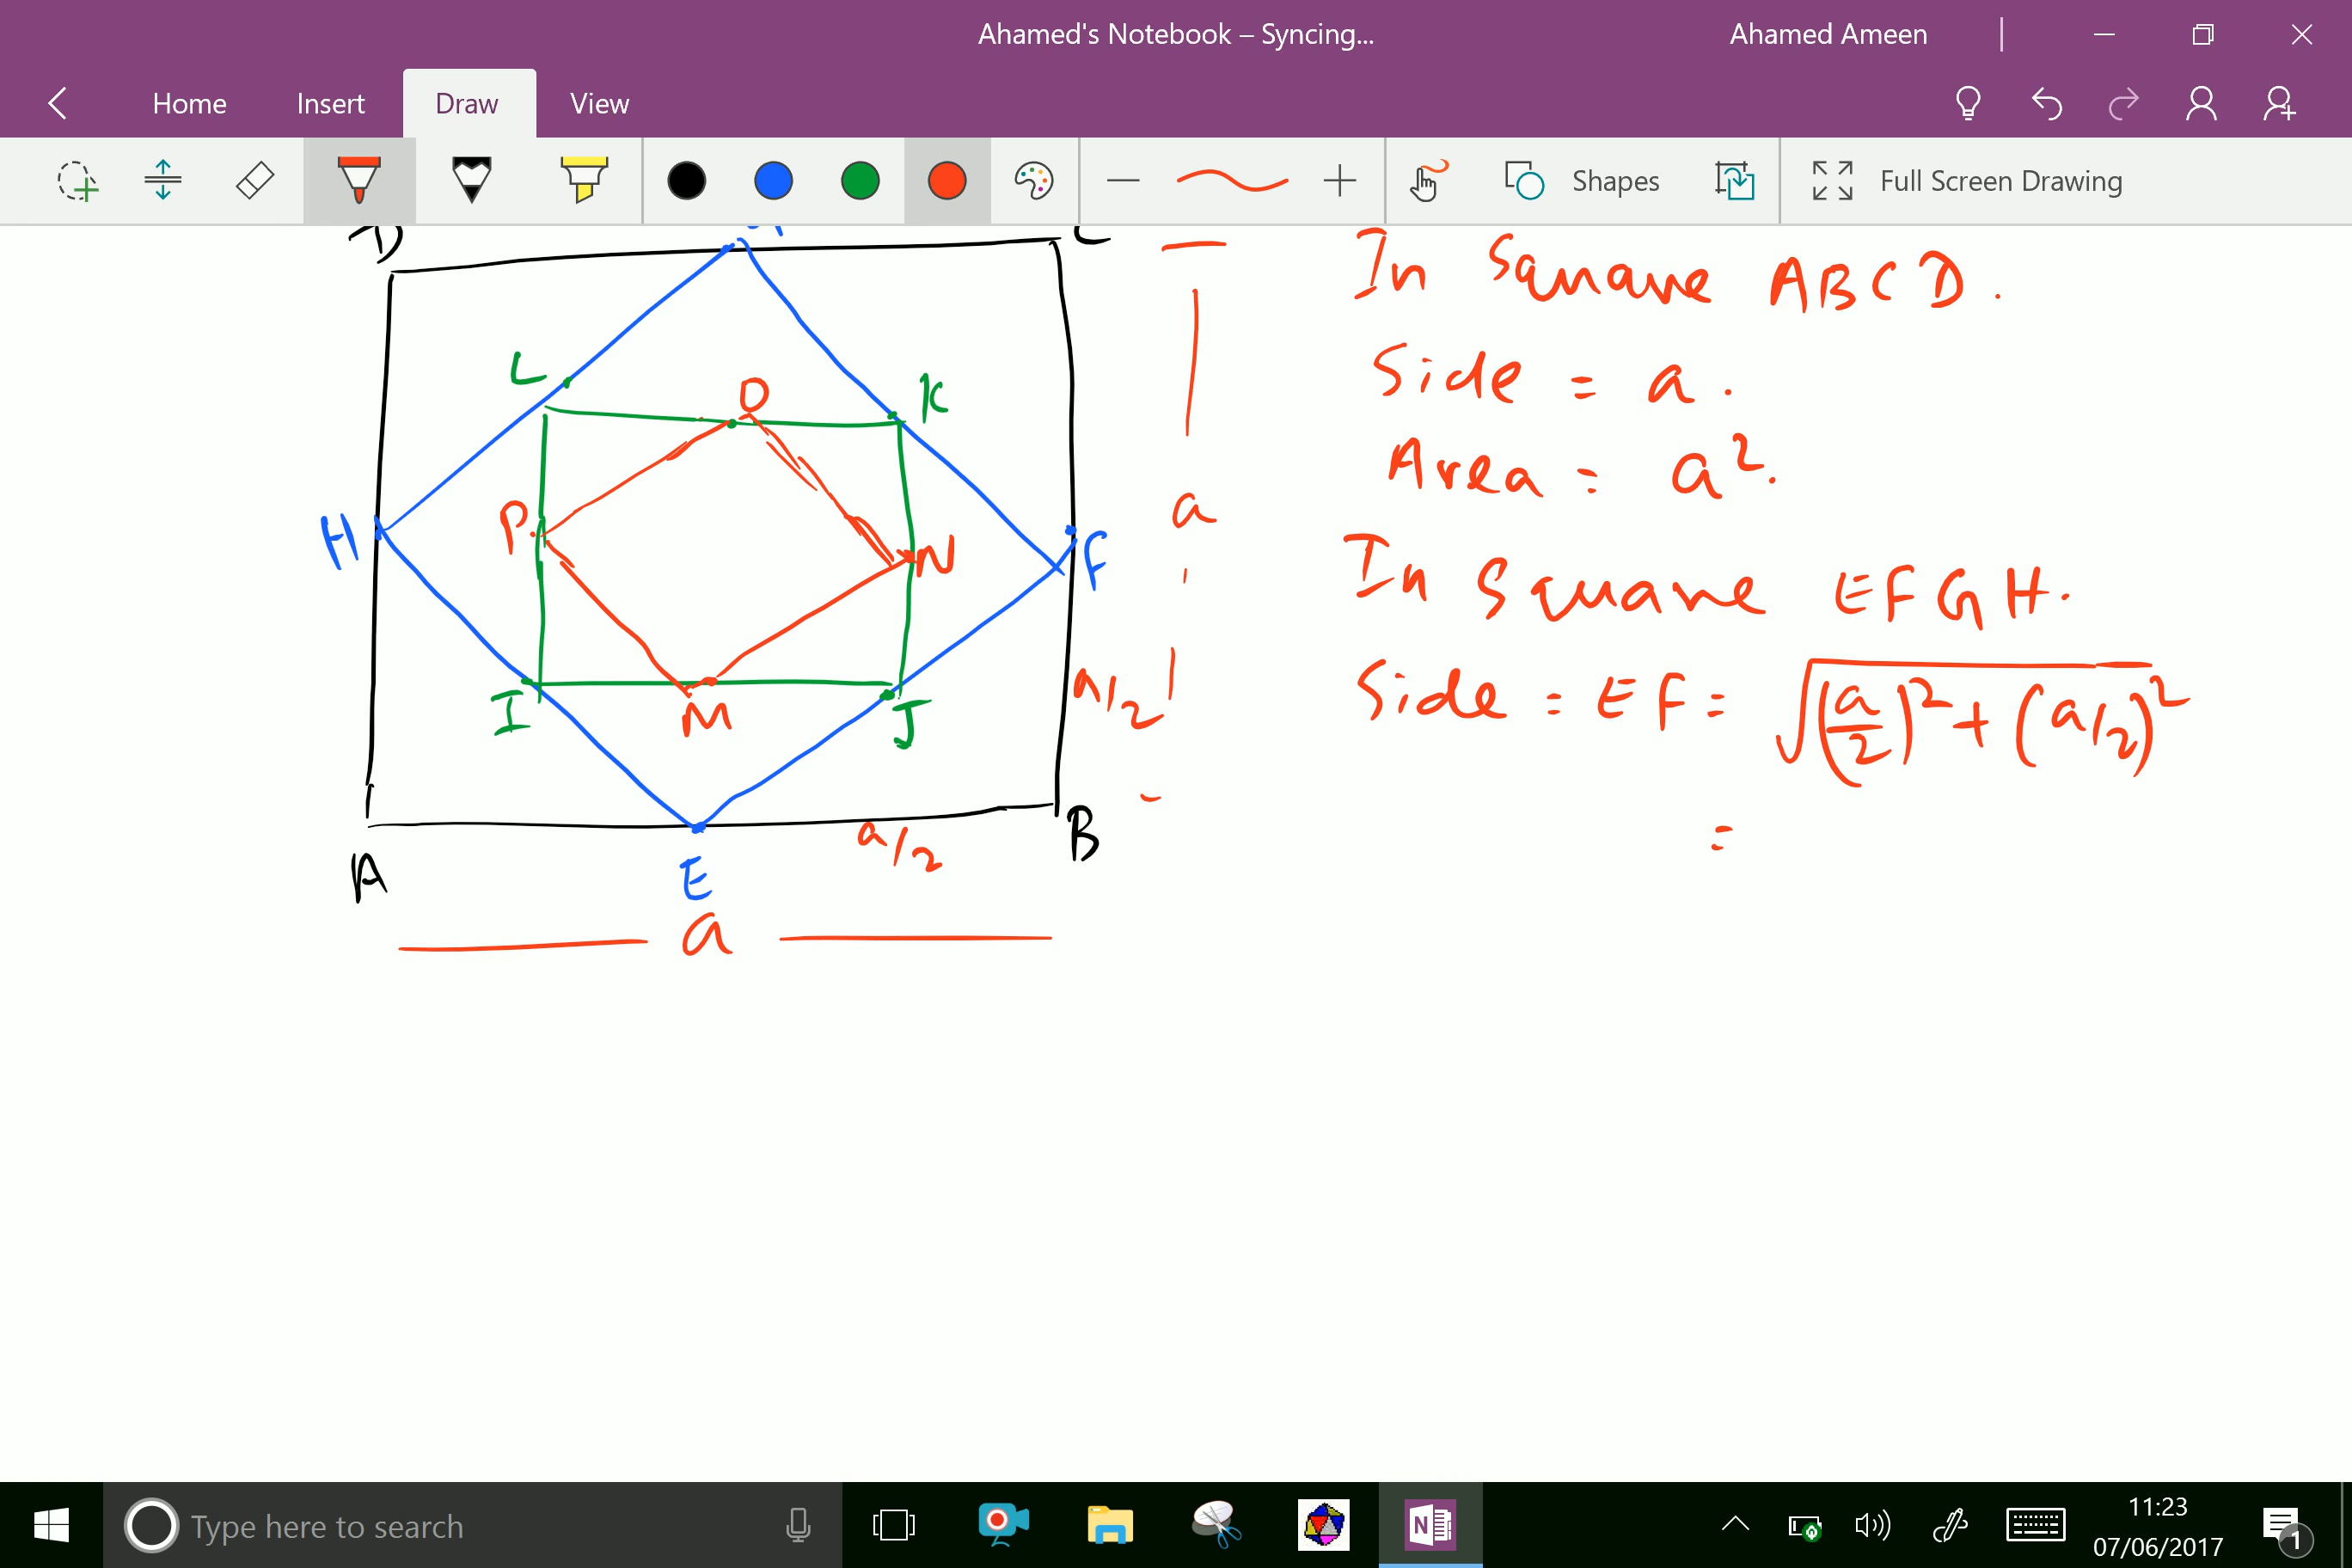 Ahamed's Notebook – Syncing...
Ahamed Ameen
Home Insert Draw View
Shapes
Full Screen Drawing
D
C
L
O
K
H
P
N
F
I
M
J
A
E
B
a
a/2
a/2
a
In Square ABCD.
Side = a.
Area = a².
In Square EFGH.
Side = EF = √(a/2)² + (a/2)²
=
Type here to search
N
11:23
07/06/2017
1